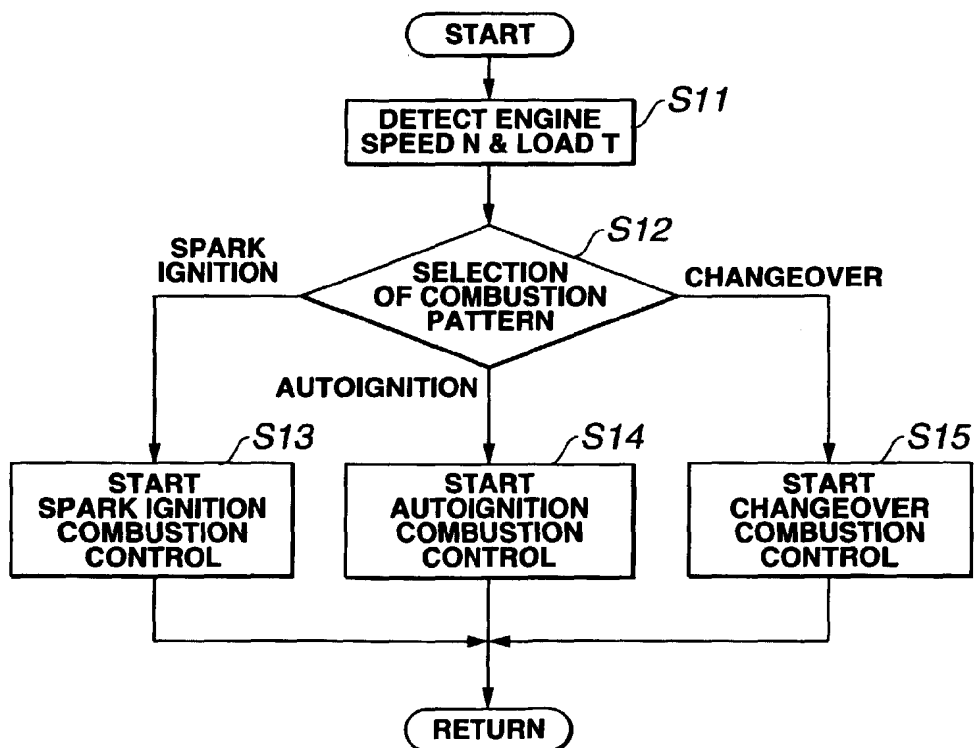 START
S11
DETECT ENGINE
SPEED N & LOAD T
S12
SPARK
IGNITION
SELECTION
OF COMBUSTION
PATTERN
CHANGEOVER
AUTOIGNITION
S13
START
SPARK IGNITION
COMBUSTION
CONTROL
S14
START
AUTOIGNITION
COMBUSTION
CONTROL
S15
START
CHANGEOVER
COMBUSTION
CONTROL
RETURN